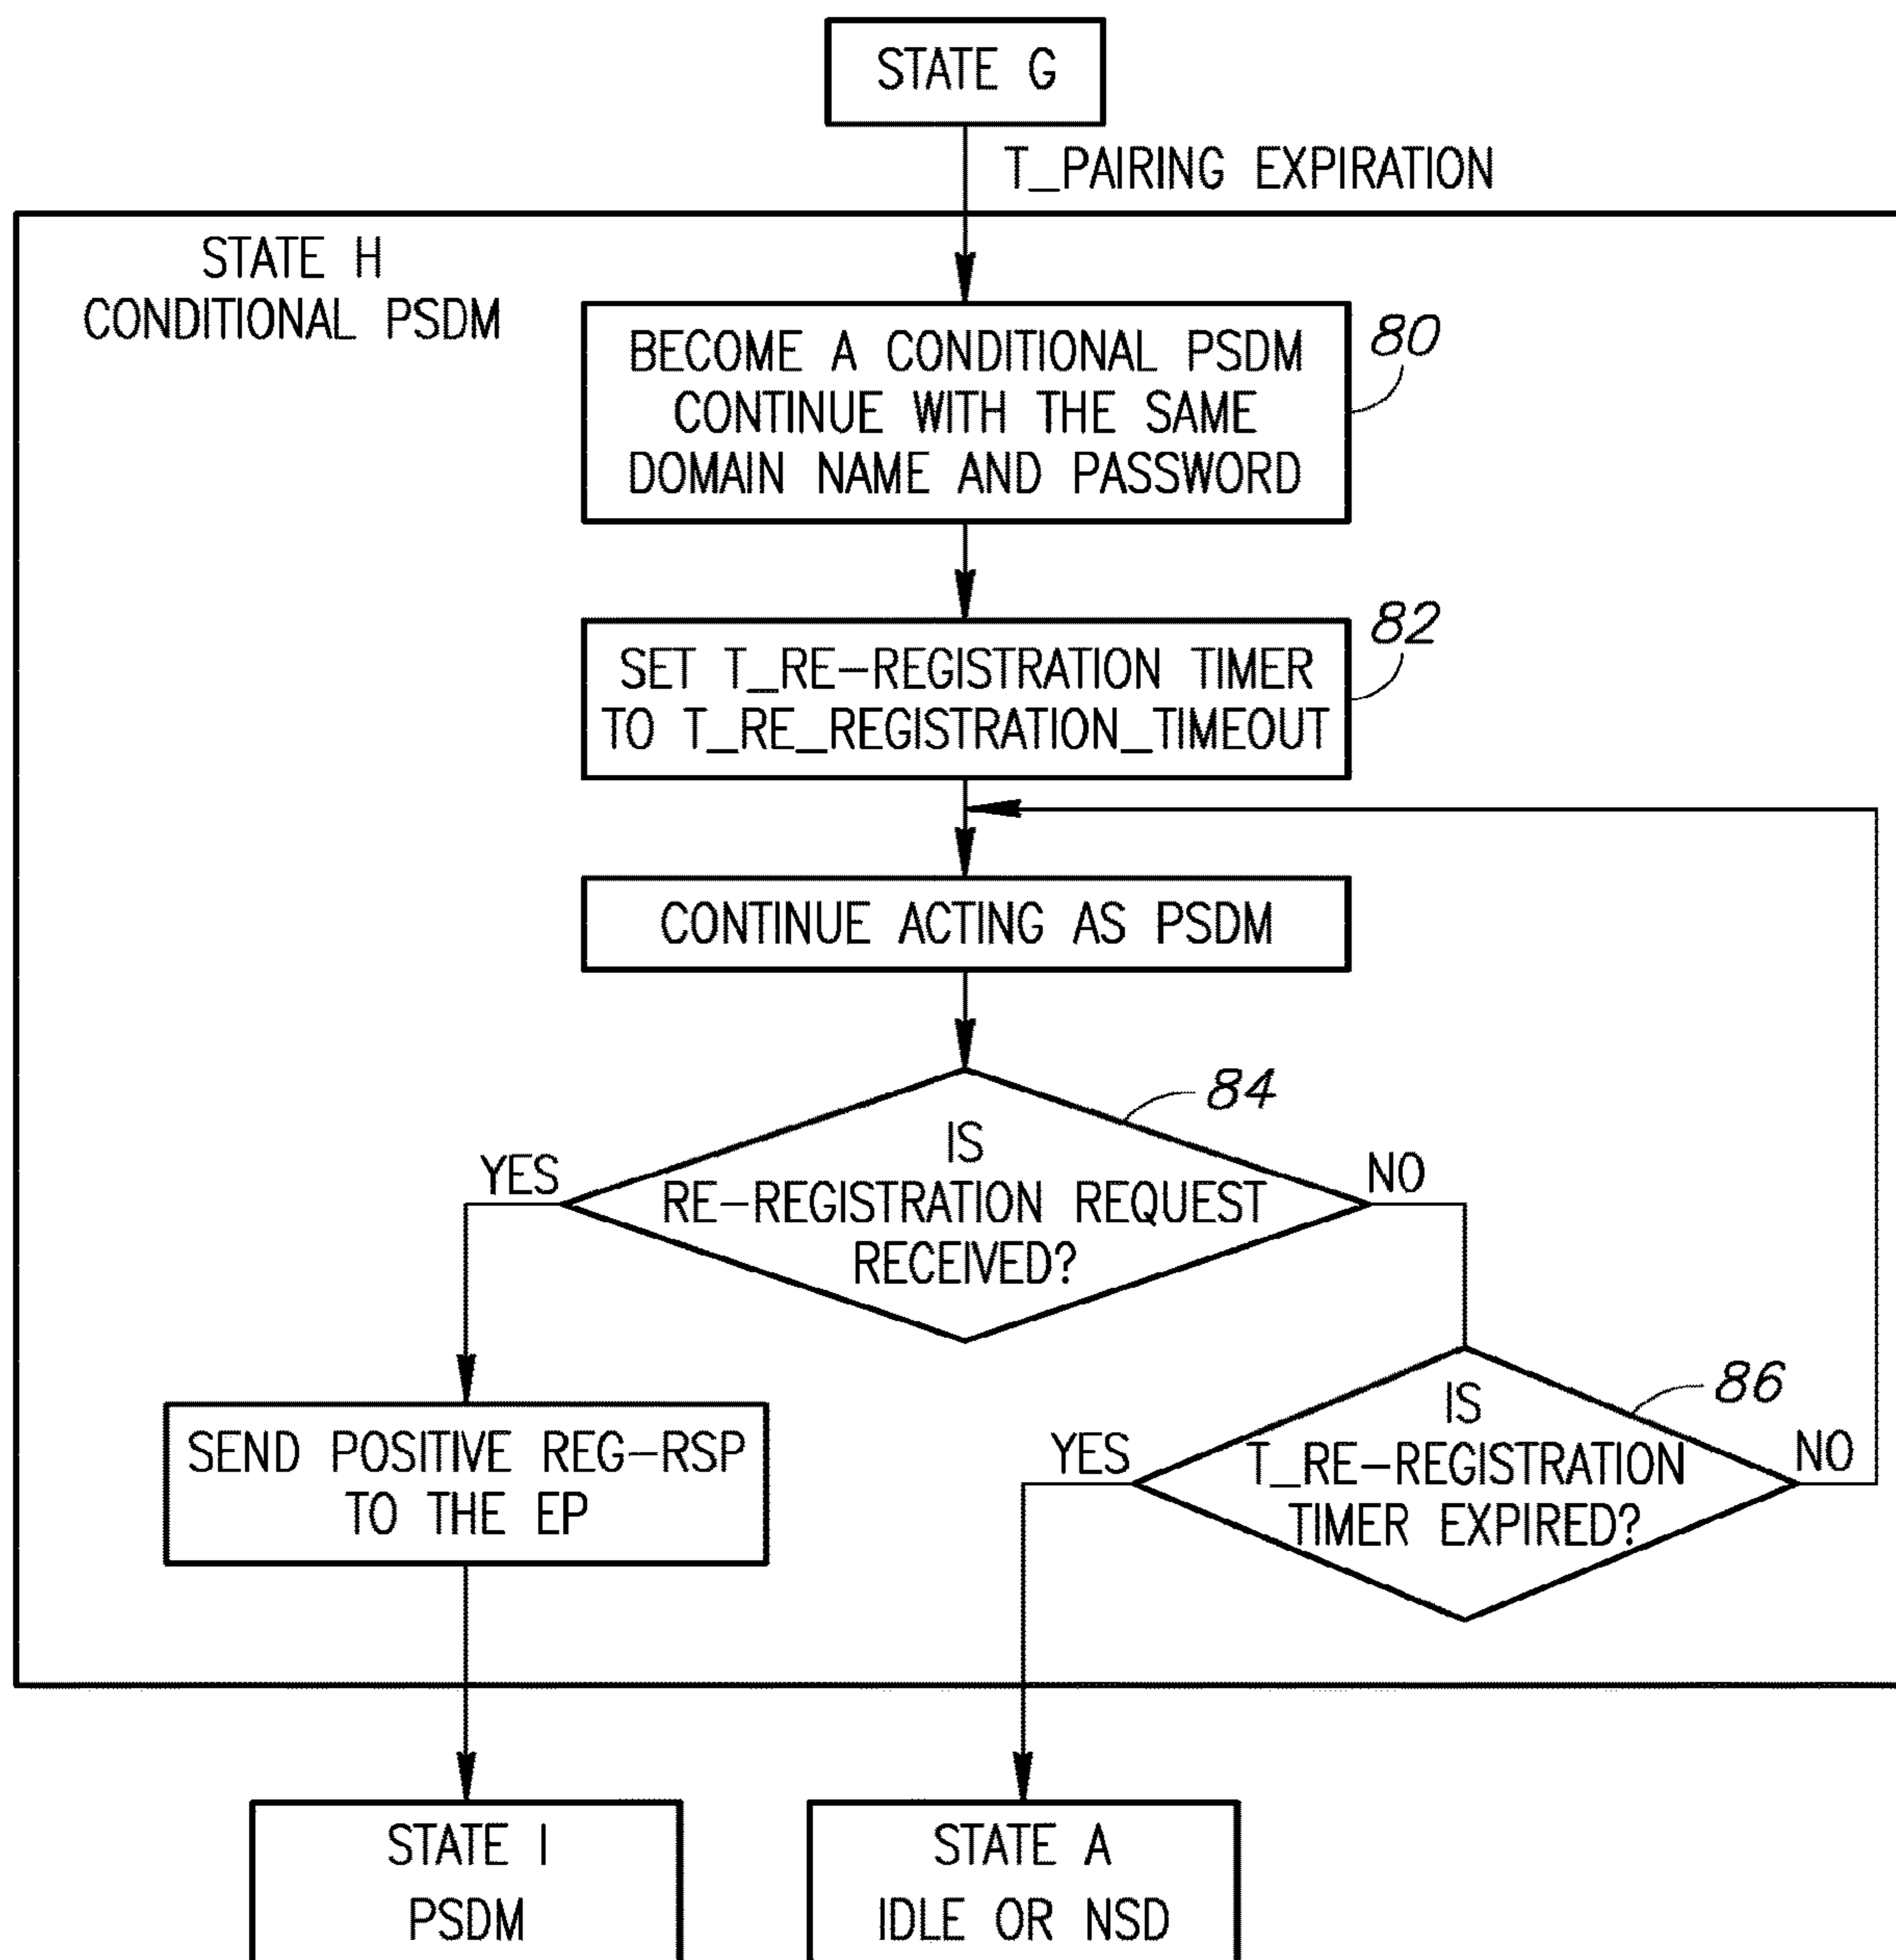 STATE G
T_PAIRING EXPIRATION
STATE H
CONDITIONAL PSDM
BECOME A CONDITIONAL PSDM
CONTINUE WITH THE SAME
DOMAIN NAME AND PASSWORD
80
SET T_RE-REGISTRATION TIMER
TO T_RE_REGISTRATION_TIMEOUT
82
CONTINUE ACTING AS PSDM
84
IS
RE-REGISTRATION REQUEST
RECEIVED?
YES
NO
86
IS
T_RE-REGISTRATION
TIMER EXPIRED?
YES
NO
SEND POSITIVE REG-RSP
TO THE EP
STATE I
PSDM
STATE A
IDLE OR NSD